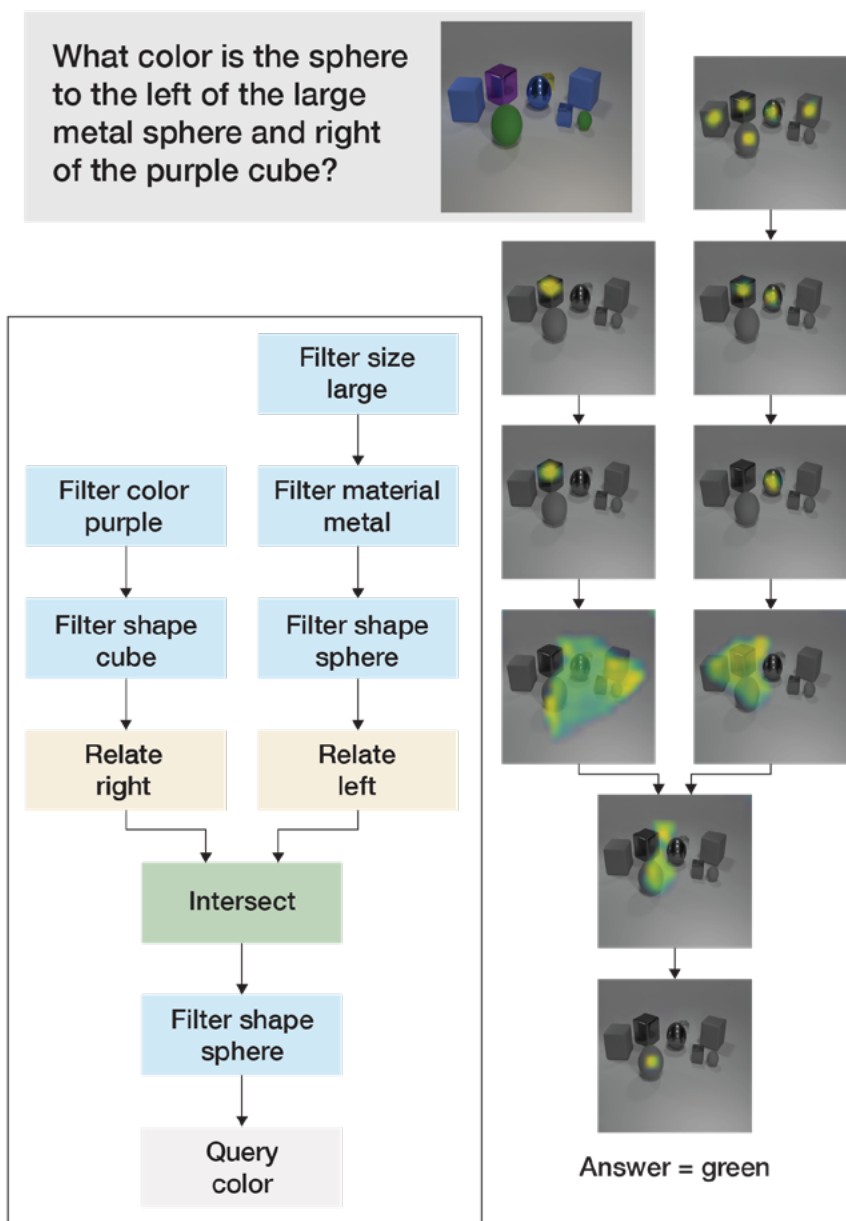 What color is the sphere
to the left of the large
metal sphere and right
of the purple cube?
Filter size
large
Filter color
purple
Filter material
metal
Filter shape
cube
Filter shape
sphere
Relate
right
Relate
left
Intersect
Filter shape
sphere
Query
color
Answer = green